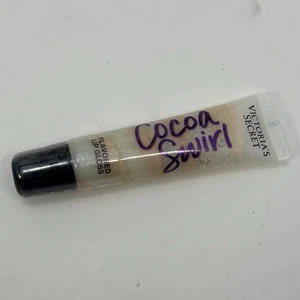 Cocoa
Swirl
FLAVORED
LIP GLOSS
VICTORIA'S
SECRET